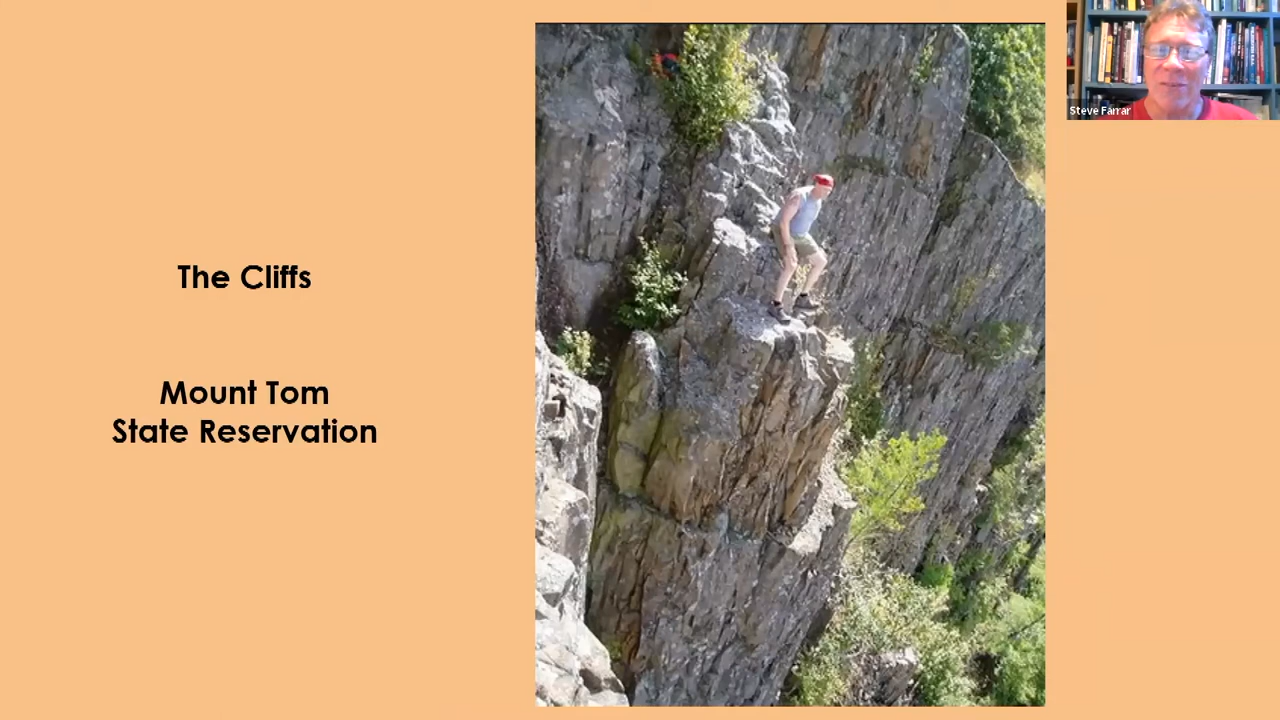 The Cliffs
Mount Tom
State Reservation
Steve Farrar